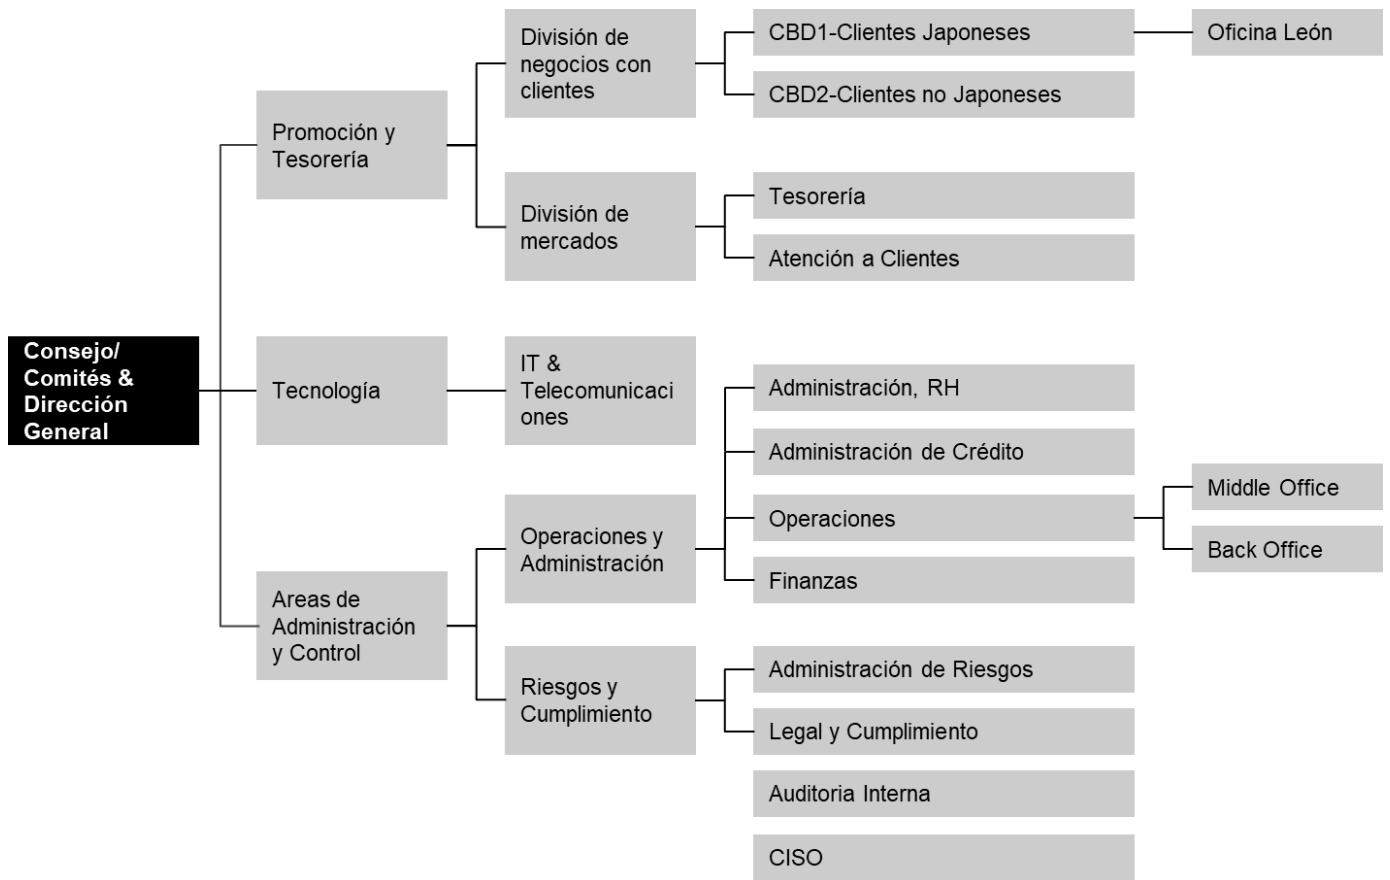 Consejo/
Comités &
Dirección
General
Promoción y
Tesorería
División de
negocios con
clientes
CBD1-Clientes Japoneses
Oficina León
CBD2-Clientes no Japoneses
División de
mercados
Tesorería
Atención a Clientes
Tecnología
IT &
Telecomunicaci
ones
Areas de
Administración
y Control
Operaciones y
Administración
Administración, RH
Administración de Crédito
Operaciones
Middle Office
Back Office
Finanzas
Riesgos y
Cumplimiento
Administración de Riesgos
Legal y Cumplimiento
Auditoria Interna
CISO